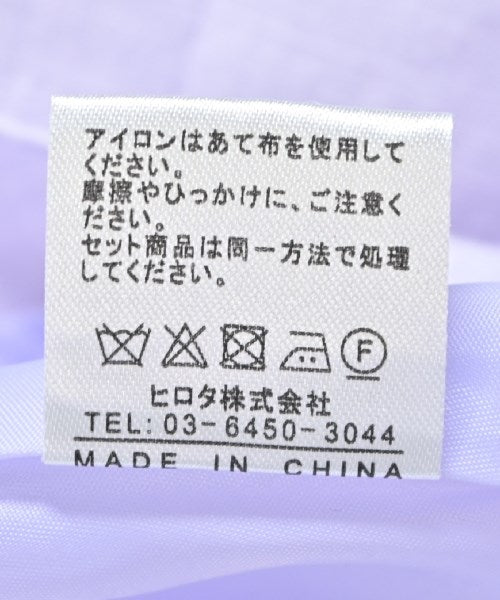 アイロンはあて布を使用して
ください。
摩擦やひっかけに、ご注意く
ださい。
セット商品は同一方法で処理
してください。
F
ヒロタ株式会社
TEL: 03-6450-3044
MADE IN CHINA